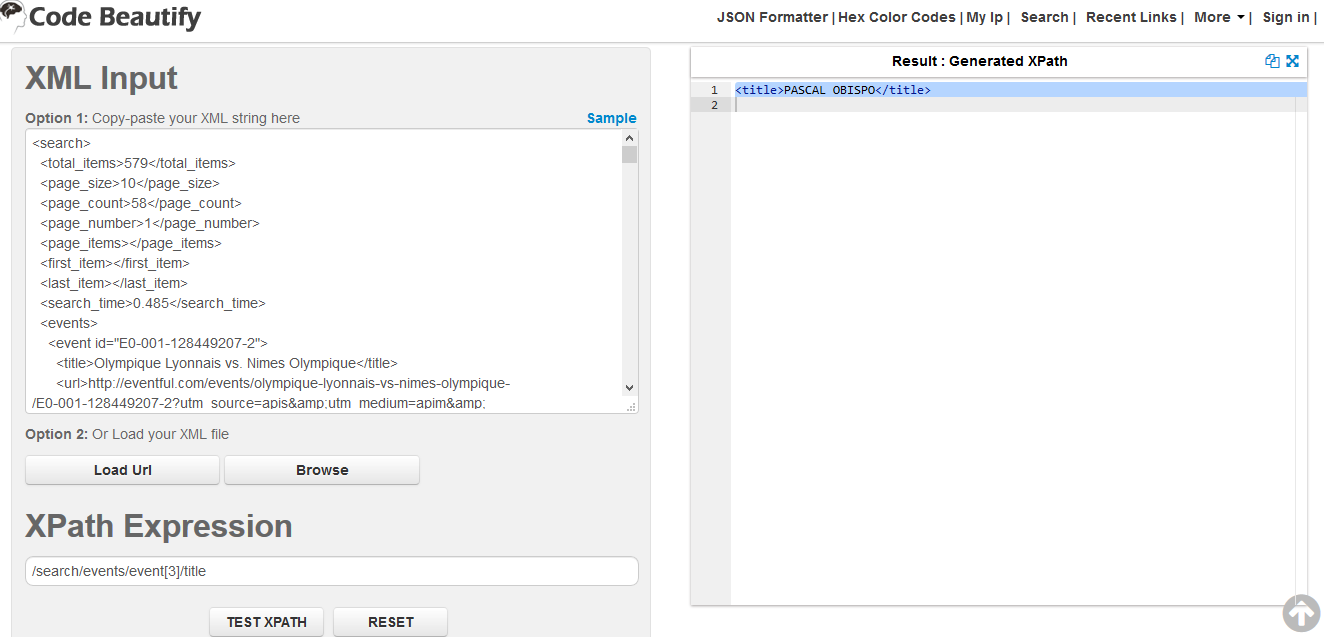 Code Beautify
JSON Formatter | Hex Color Codes | My Ip | Search | Recent Links | More | Sign in |
XML Input
Option 1: Copy-paste your XML string here
Sample
<search>
<total_items>579</total_items>
<page_size>10</page_size>
<page_count>58</page_count>
<page_number>1</page_number>
<page_items></page_items>
<first_item></first_item>
<last_item></last_item>
<search_time>0.485</search_time>
<events>
<event id="E0-001-128449207-2">
<title>Olympique Lyonnais vs. Nimes Olympique</title>
<url>http://eventful.com/events/olympique-lyonnais-vs-nimes-olympique-
/E0-001-128449207-2?utm_source=apis&amp;utm_medium=apim&amp;
Option 2: Or Load your XML file
Load Url
Browse
XPath Expression
/search/events/event[3]/title
TEST XPATH
RESET
Result : Generated XPath
1 <title>PASCAL OBISPO</title>
2